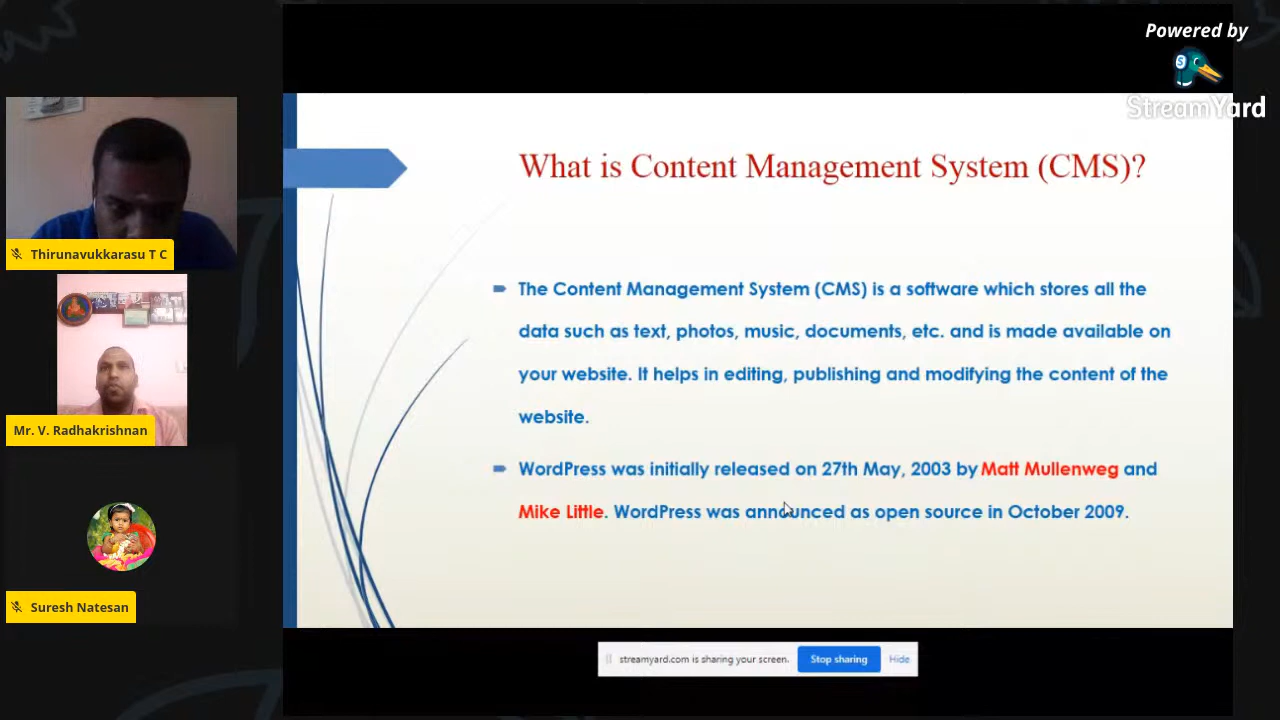 Powered by
StreamYard
What is Content Management System (CMS)?
The Content Management System (CMS) is a software which stores all the
data such as text, photos, music, documents, etc. and is made available on
your website. It helps in editing, publishing and modifying the content of the
website.
WordPress was initially released on 27th May, 2003 by Matt Mullenweg and
Mike Little. WordPress was announced as open source in October 2009.
Thirunavukkarasu T C
Mr. V. Radhakrishnan
Suresh Natesan
streamyard.com is sharing your screen.
Stop sharing
Hide